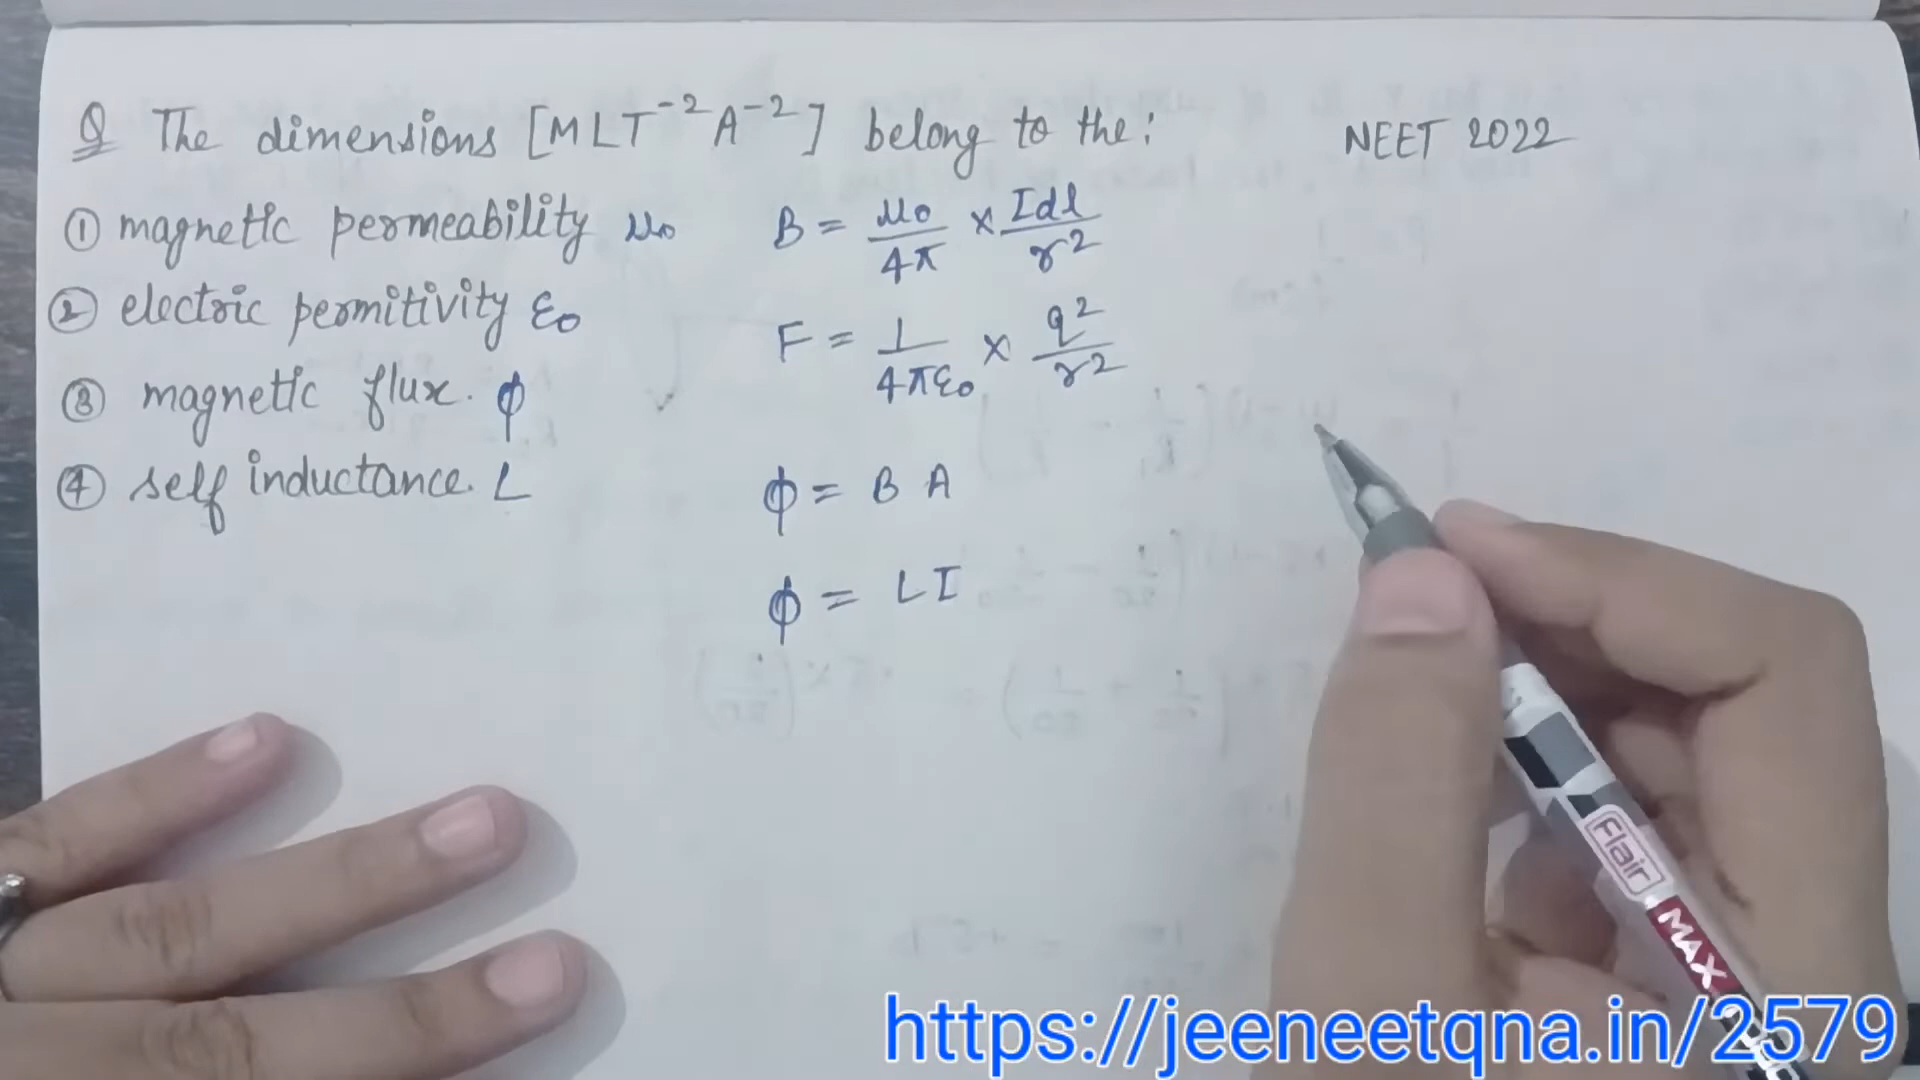 Q The dimensions [MLT⁻²A⁻²] belong to the: NEET 2022
① magnetic permeability μ₀
B = μ₀/4π × Idl/r²
② electric permitivity ε₀
F = 1/4πε₀ × q²/r²
③ magnetic flux. ϕ
④ self inductance. L
ϕ = B A
ϕ = L I
Flair
MAX
https://jeeneetqna.in/2579